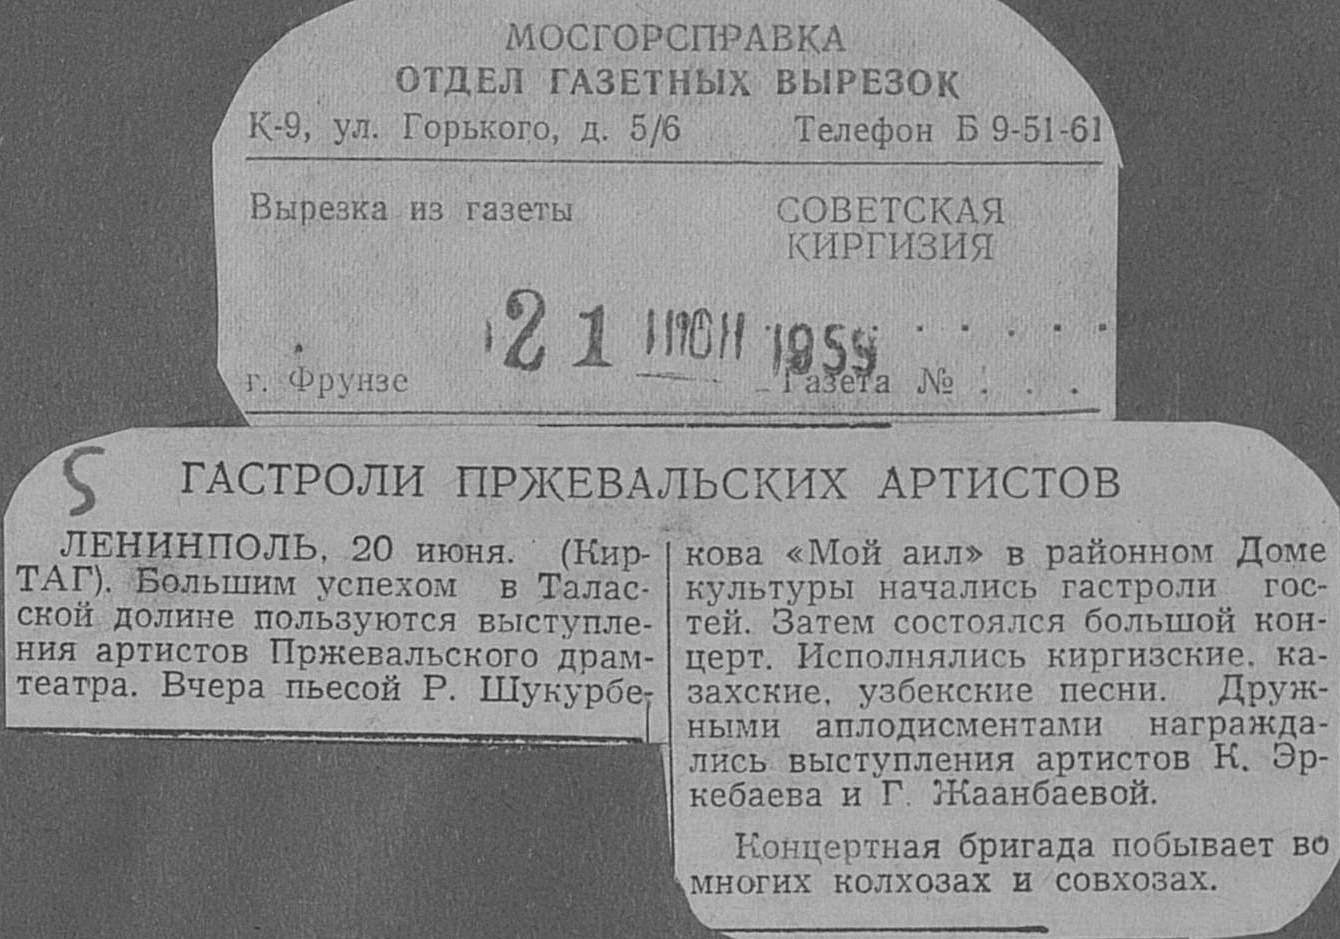 МОСГОРСПРАВКА
ОТДЕЛ ГАЗЕТНЫХ ВЫРЕЗОК
К-9, ул. Горького, д. 5/6 Телефон Б 9-51-61
Вырезка из газеты СОВЕТСКАЯ
КИРГИЗИЯ
21 ИЮН 1959
г. Фрунзе Газета № . . .
5
ГАСТРОЛИ ПРЖЕВАЛЬСКИХ АРТИСТОВ
ЛЕНИНПОЛЬ, 20 июня. (Кир-
ТАГ). Большим успехом в Талас-
ской долине пользуются выступле-
ния артистов Пржевальского драм-
театра. Вчера пьесой Р. Шукурбе-
кова «Мой аил» в районном Доме
культуры начались гастроли гос-
тей. Затем состоялся большой кон-
церт. Исполнялись киргизские, ка-
захские, узбекские песни. Друж-
ными аплодисментами награжда-
лись выступления артистов К. Эр-
кебаева и Г. Жаанбаевой.
Концертная бригада побывает во
многих колхозах и совхозах.